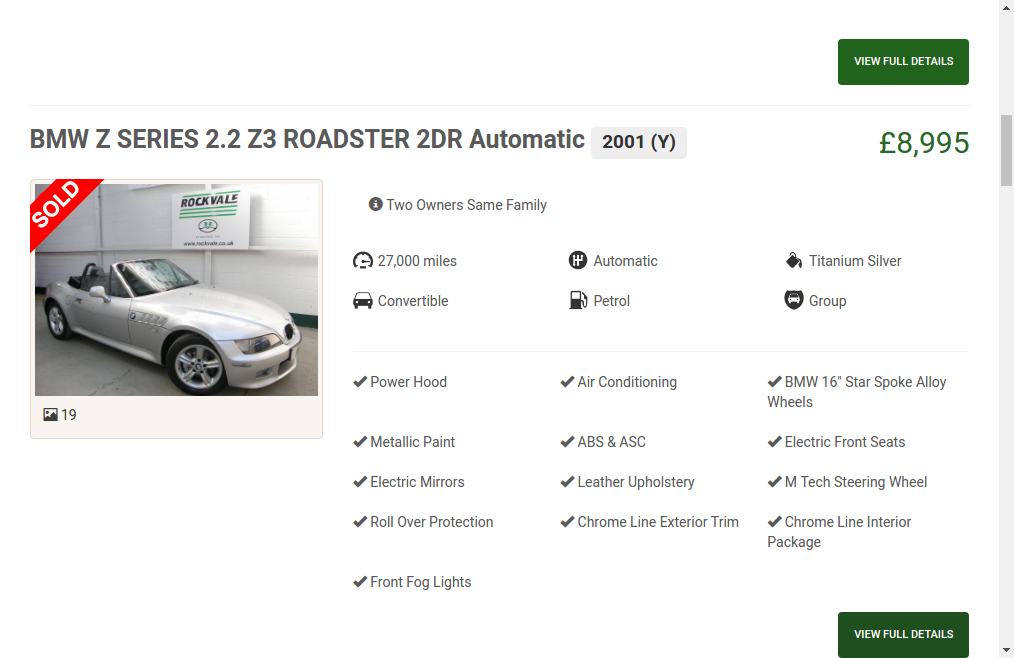 VIEW FULL DETAILS
BMW Z SERIES 2.2 Z3 ROADSTER 2DR Automatic 2001 (Y)
£8,995
SOLD
ROCKVALE
www.rockvale.co.uk
19
Two Owners Same Family
27,000 miles
Automatic
Titanium Silver
Convertible
Petrol
Group
Power Hood
Air Conditioning
BMW 16" Star Spoke Alloy
Wheels
Metallic Paint
ABS & ASC
Electric Front Seats
Electric Mirrors
Leather Upholstery
M Tech Steering Wheel
Roll Over Protection
Chrome Line Exterior Trim
Chrome Line Interior
Package
Front Fog Lights
VIEW FULL DETAILS